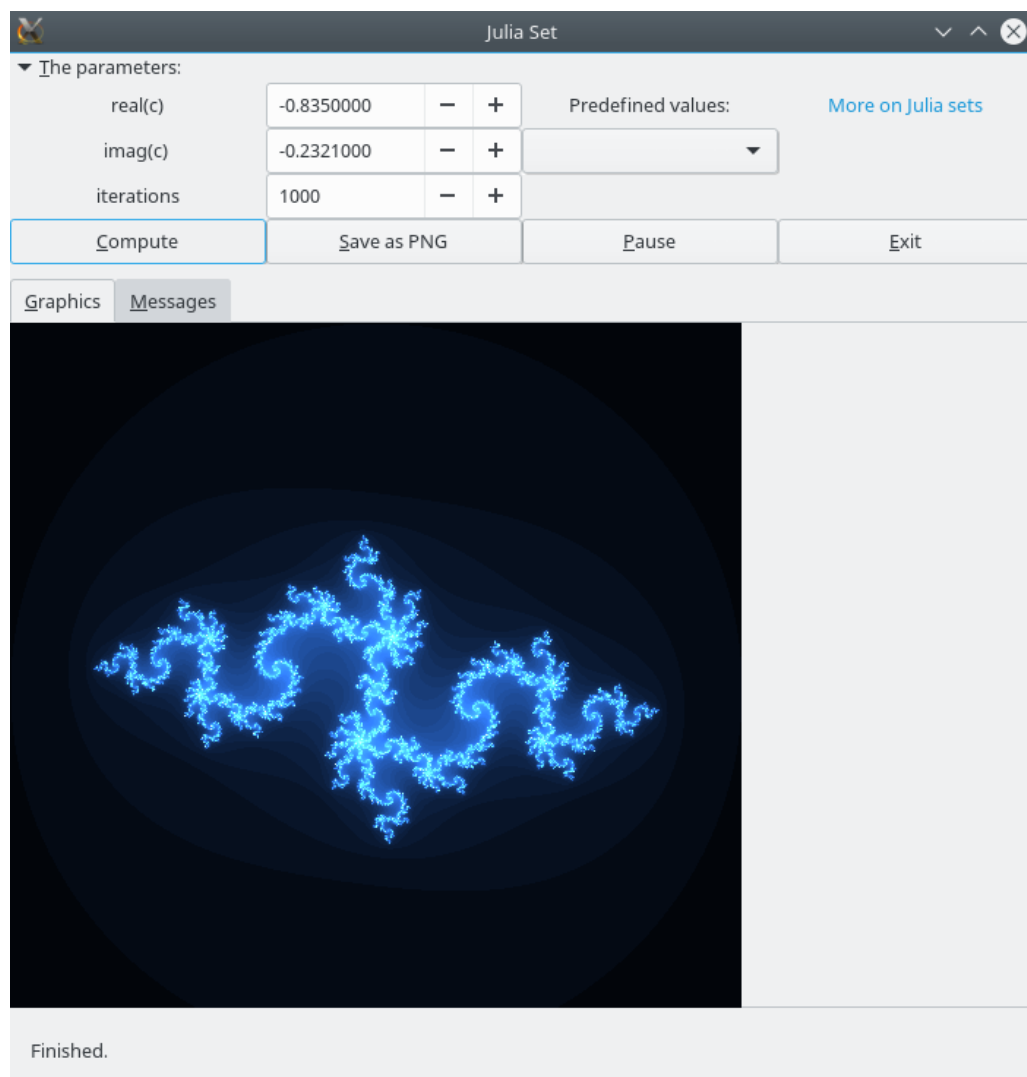 Julia Set
The parameters:
real(c) -0.8350000 − + Predefined values: More on Julia sets
imag(c) -0.2321000 − +
iterations 1000 − +
Compute Save as PNG Pause Exit
Graphics Messages
Finished.